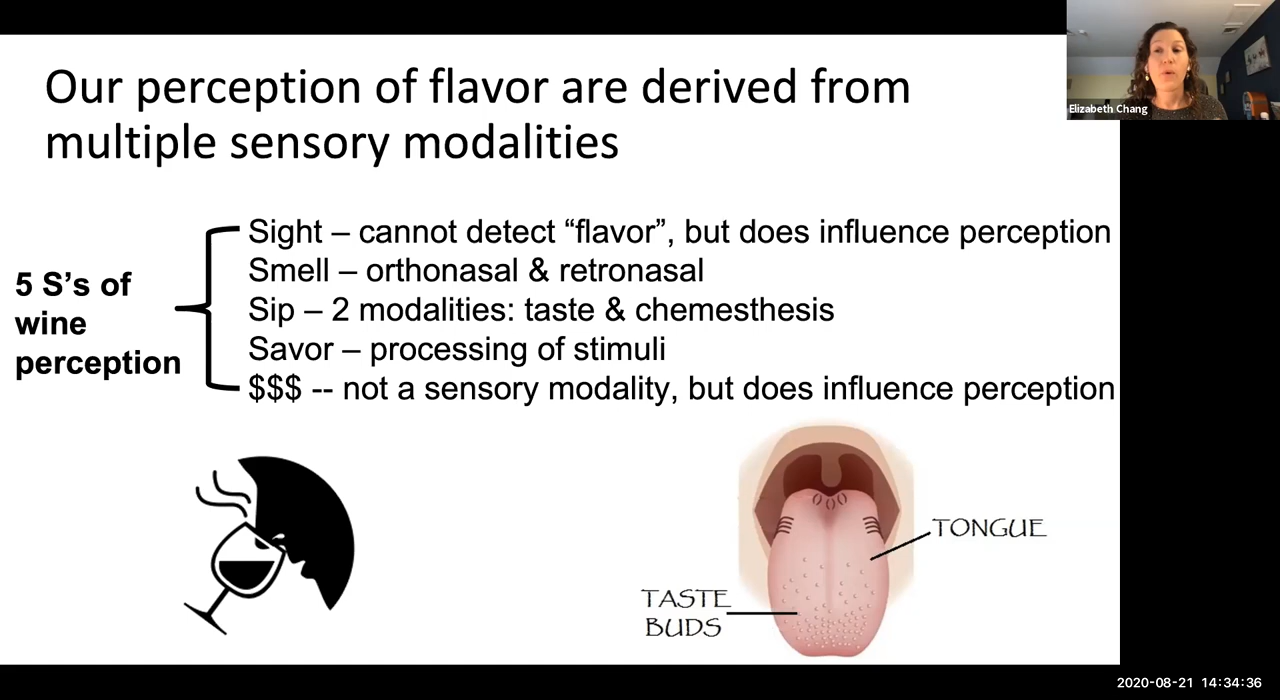 Our perception of flavor are derived from
multiple sensory modalities
Elizabeth Chang
5 S’s of
wine
perception
Sight – cannot detect “flavor”, but does influence perception
Smell – orthonasal & retronasal
Sip – 2 modalities: taste & chemesthesis
Savor – processing of stimuli
$$$ -- not a sensory modality, but does influence perception
TONGUE
TASTE
BUDS
2020-08-21 14:34:36